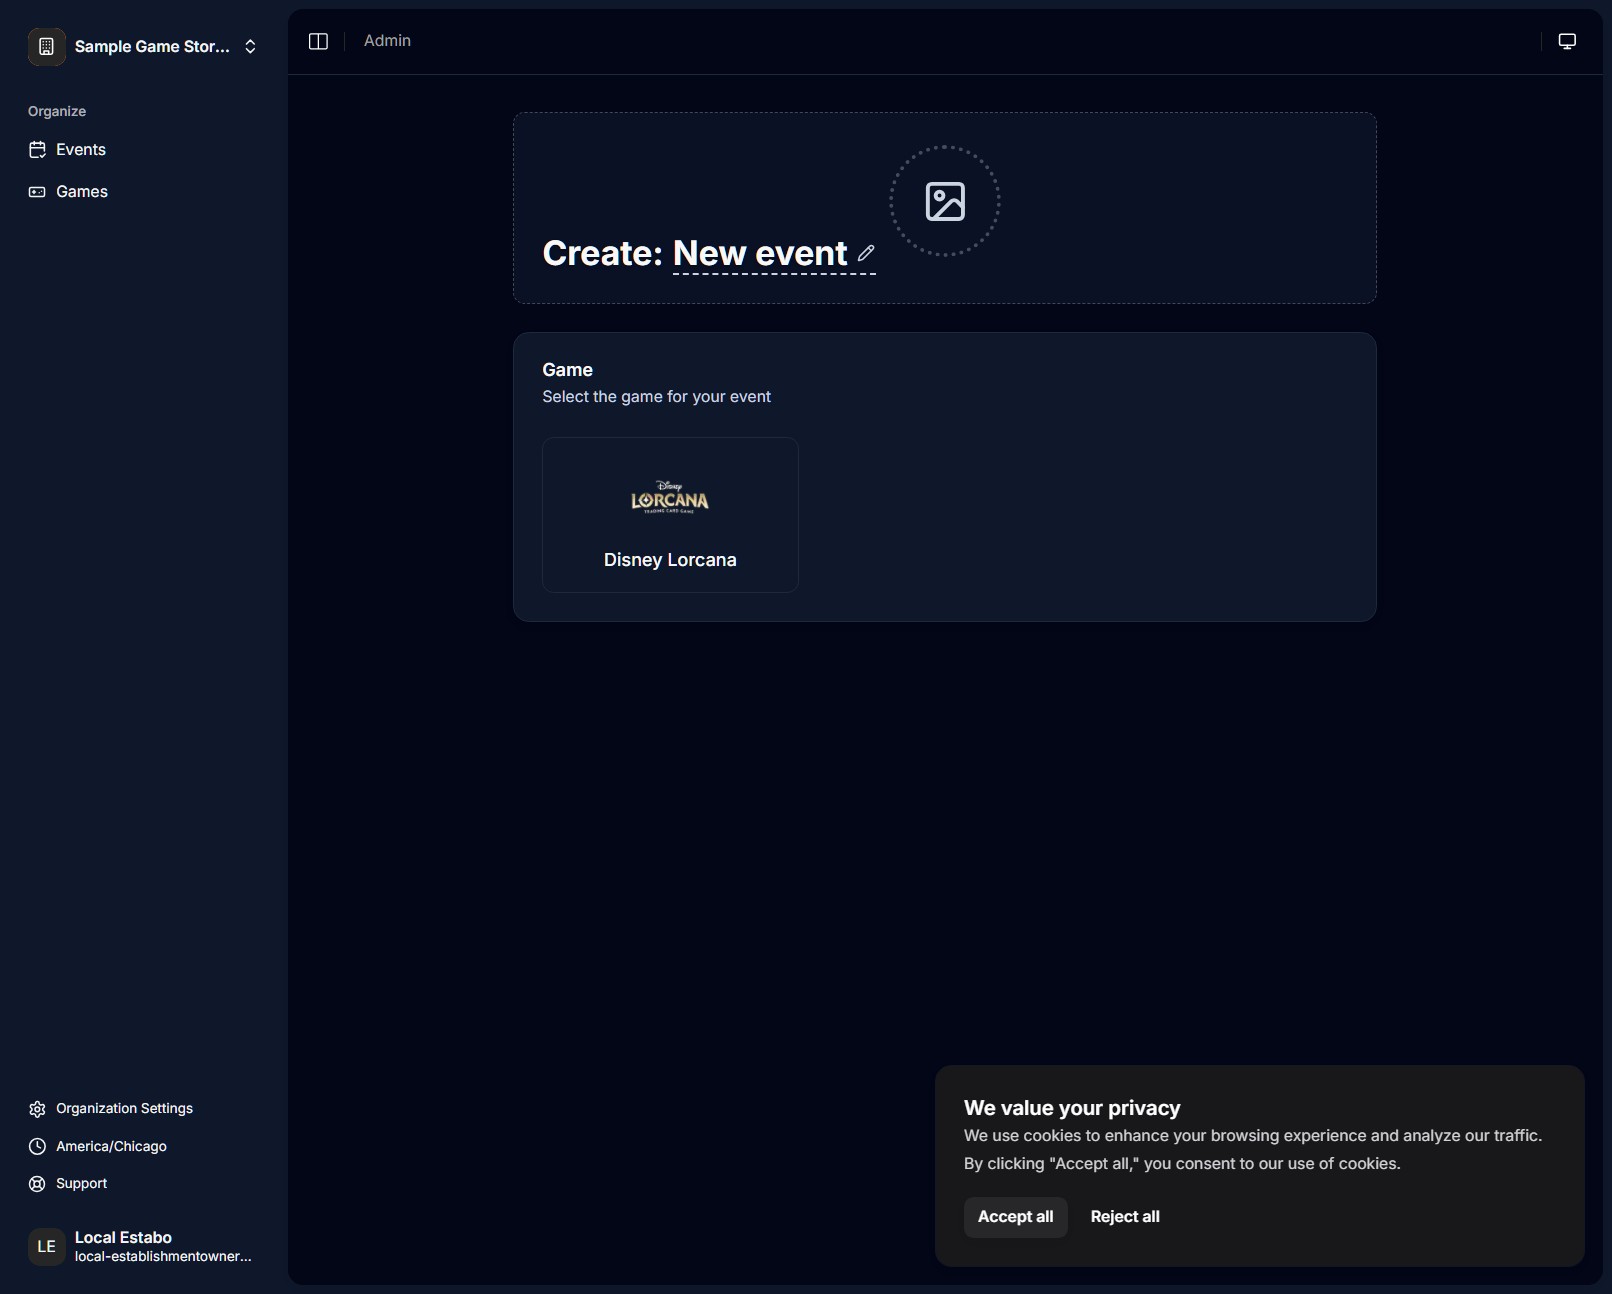 Sample Game Stor...
Organize
Events
Games
Organization Settings
America/Chicago
Support
LE
Local Estabo
local-establishmentowner...
Admin
Create: New event
Game
Select the game for your event
Disney
LORCANA
TRADING CARD GAME
Disney Lorcana
We value your privacy
We use cookies to enhance your browsing experience and analyze our traffic.
By clicking "Accept all," you consent to our use of cookies.
Accept all
Reject all